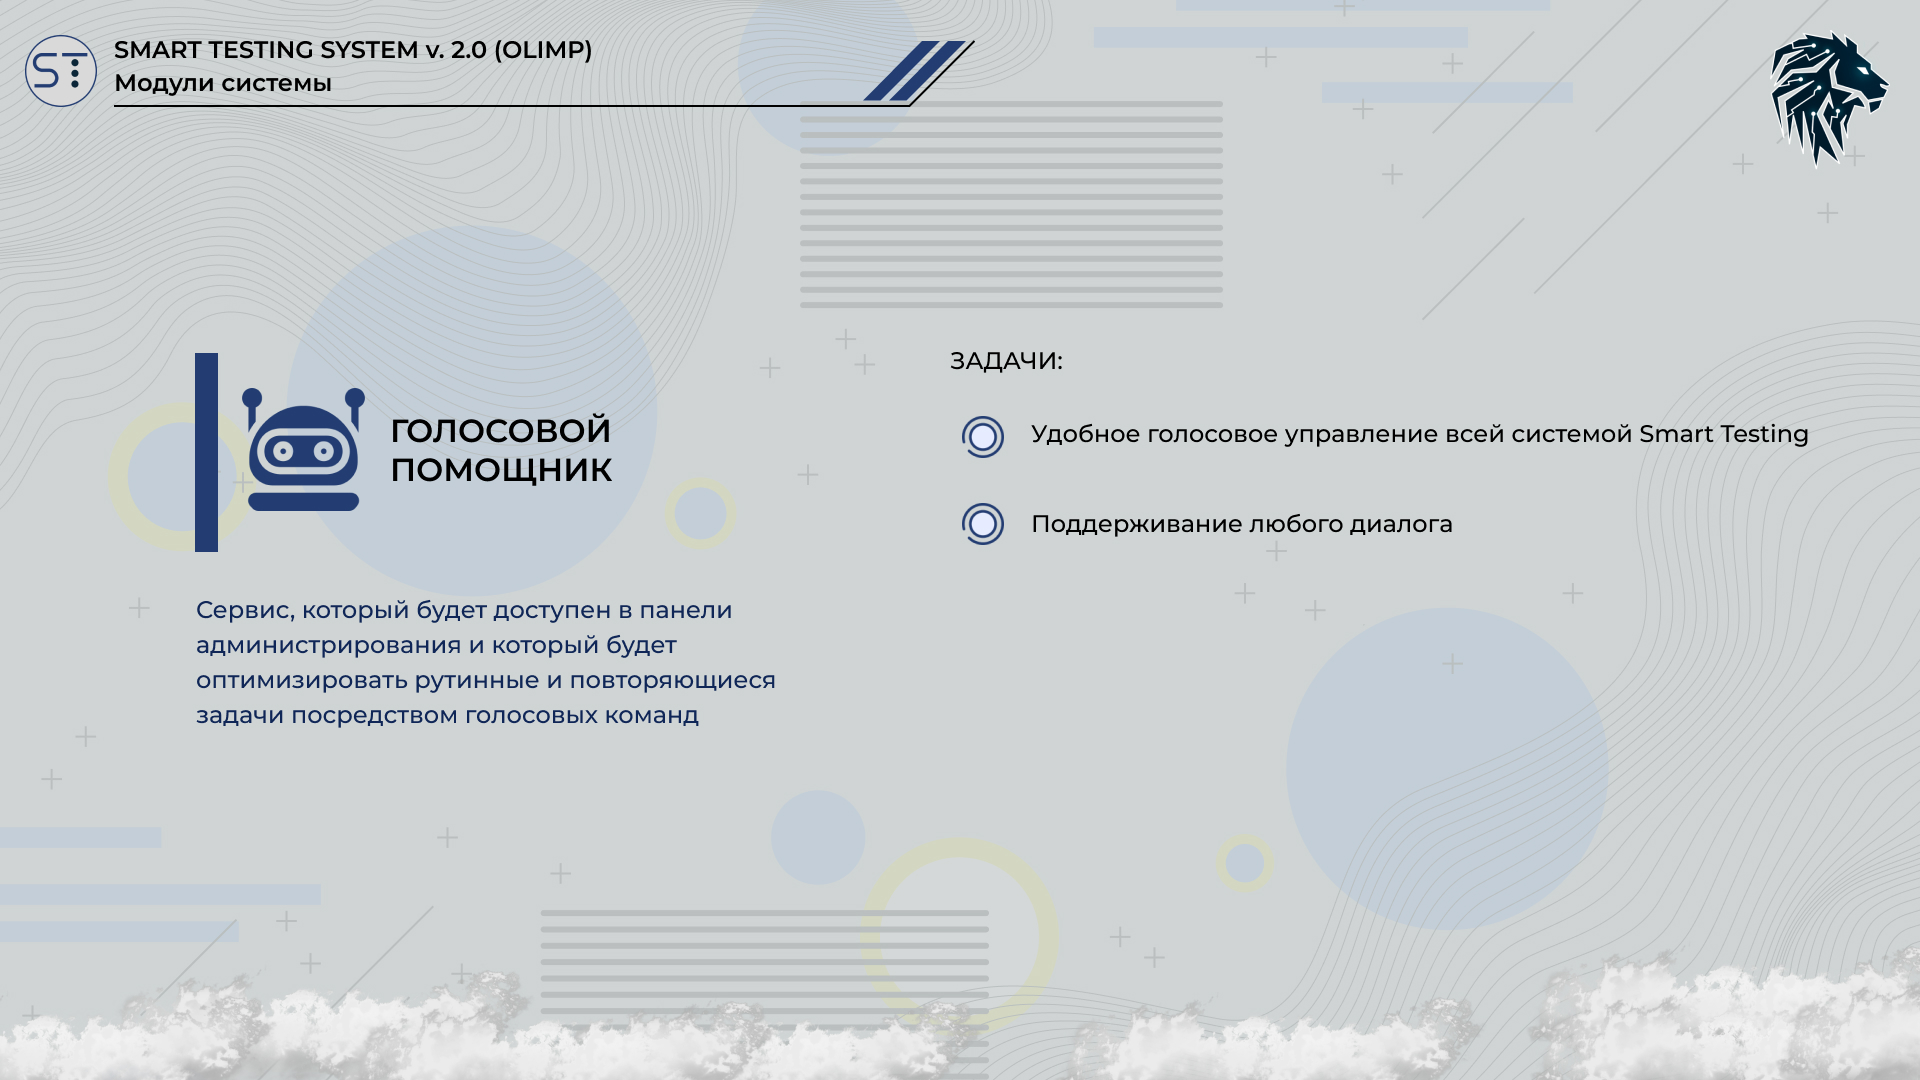 ST
SMART TESTING SYSTEM v. 2.0 (OLIMP)
Модули системы
ГОЛОСОВОЙ
ПОМОЩНИК
Сервис, который будет доступен в панели
администрирования и который будет
оптимизировать рутинные и повторяющиеся
задачи посредством голосовых команд
ЗАДАЧИ:
Удобное голосовое управление всей системой Smart Testing
Поддерживание любого диалога